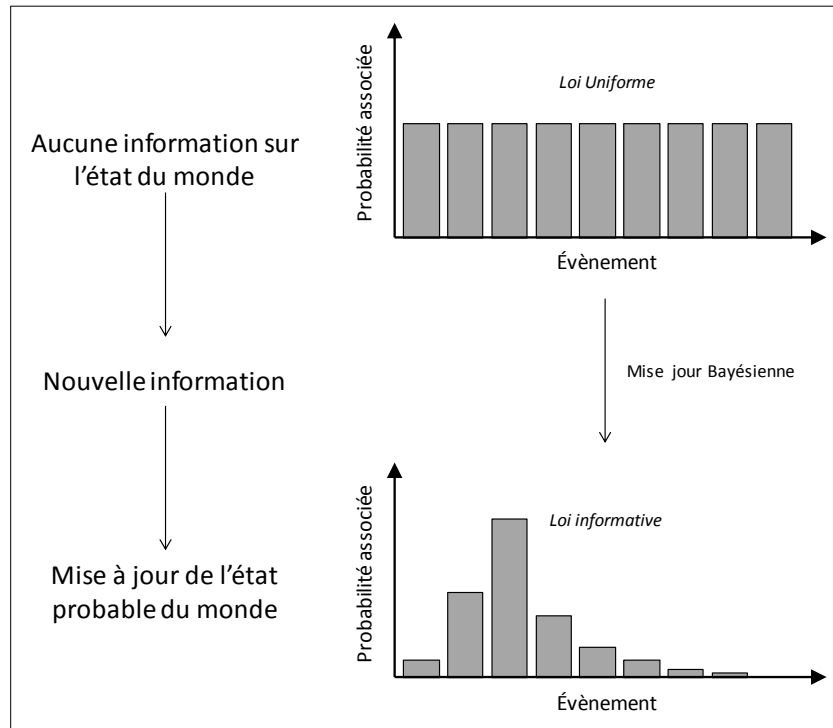 Aucune information sur
l'état du monde
Nouvelle information
Mise à jour de l'état
probable du monde
Probabilité associée
Loi Uniforme
Évènement
Mise jour Bayésienne
Probabilité associée
Loi informative
Évènement